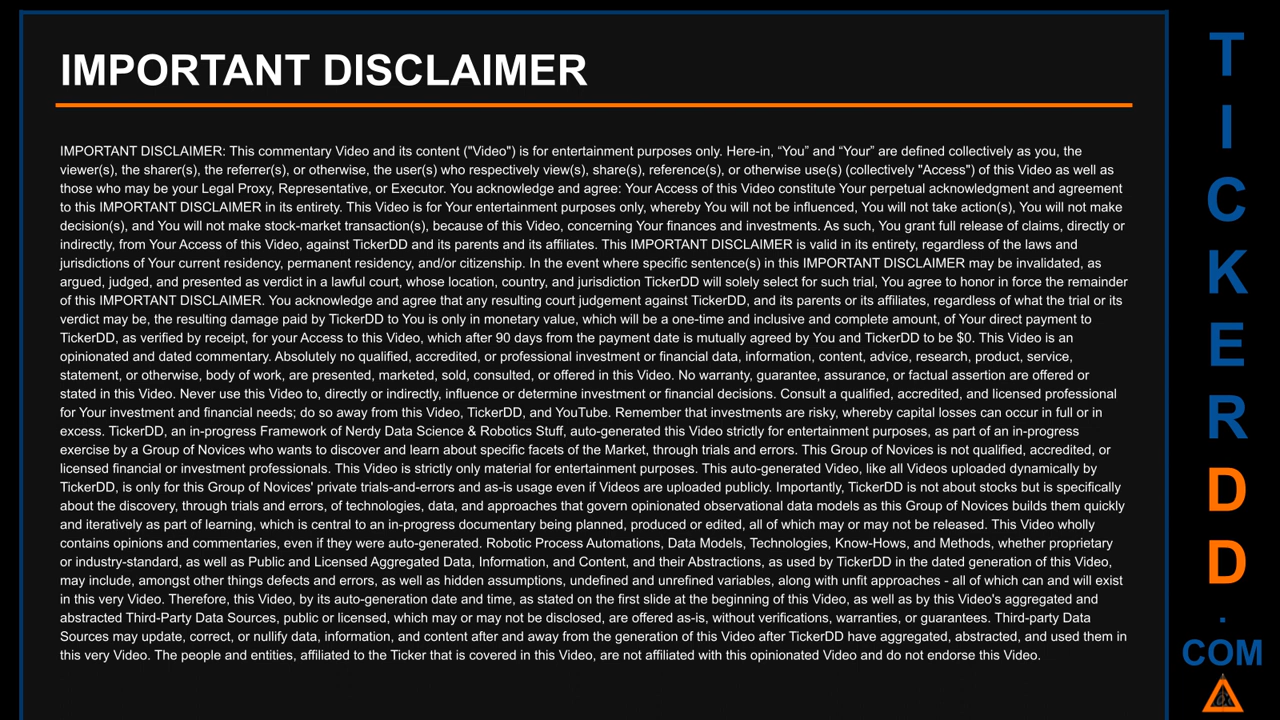 IMPORTANT DISCLAIMER
IMPORTANT DISCLAIMER: This commentary Video and its content ("Video") is for entertainment purposes only. Here-in, “You” and “Your” are defined collectively as you, the
viewer(s), the sharer(s), the referrer(s), or otherwise, the user(s) who respectively view(s), share(s), reference(s), or otherwise use(s) (collectively "Access") of this Video as well as
those who may be your Legal Proxy, Representative, or Executor. You acknowledge and agree: Your Access of this Video constitute Your perpetual acknowledgment and agreement
to this IMPORTANT DISCLAIMER in its entirety. This Video is for Your entertainment purposes only, whereby You will not be influenced, You will not take action(s), You will not make
decision(s), and You will not make stock-market transaction(s), because of this Video, concerning Your finances and investments. As such, You grant full release of claims, directly or
indirectly, from Your Access of this Video, against TickerDD and its parents and its affiliates. This IMPORTANT DISCLAIMER is valid in its entirety, regardless of the laws and
jurisdictions of Your current residency, permanent residency, and/or citizenship. In the event where specific sentence(s) in this IMPORTANT DISCLAIMER may be invalidated, as
argued, judged, and presented as verdict in a lawful court, whose location, country, and jurisdiction TickerDD will solely select for such trial, You agree to honor in force the remainder
of this IMPORTANT DISCLAIMER. You acknowledge and agree that any resulting court judgement against TickerDD, and its parents or its affiliates, regardless of what the trial or its
verdict may be, the resulting damage paid by TickerDD to You is only in monetary value, which will be a one-time and inclusive and complete amount, of Your direct payment to
TickerDD, as verified by receipt, for your Access to this Video, which after 90 days from the payment date is mutually agreed by You and TickerDD to be $0. This Video is an
opinionated and dated commentary. Absolutely no qualified, accredited, or professional investment or financial data, information, content, advice, research, product, service,
statement, or otherwise, body of work, are presented, marketed, sold, consulted, or offered in this Video. No warranty, guarantee, assurance, or factual assertion are offered or
stated in this Video. Never use this Video to, directly or indirectly, influence or determine investment or financial decisions. Consult a qualified, accredited, and licensed professional
for Your investment and financial needs; do so away from this Video, TickerDD, and YouTube. Remember that investments are risky, whereby capital losses can occur in full or in
excess. TickerDD, an in-progress Framework of Nerdy Data Science & Robotics Stuff, auto-generated this Video strictly for entertainment purposes, as part of an in-progress
exercise by a Group of Novices who wants to discover and learn about specific facets of the Market, through trials and errors. This Group of Novices is not qualified, accredited, or
licensed financial or investment professionals. This Video is strictly only material for entertainment purposes. This auto-generated Video, like all Videos uploaded dynamically by
TickerDD, is only for this Group of Novices' private trials-and-errors and as-is usage even if Videos are uploaded publicly. Importantly, TickerDD is not about stocks but is specifically
about the discovery, through trials and errors, of technologies, data, and approaches that govern opinionated observational data models as this Group of Novices builds them quickly
and iteratively as part of learning, which is central to an in-progress documentary being planned, produced or edited, all of which may or may not be released. This Video wholly
contains opinions and commentaries, even if they were auto-generated. Robotic Process Automations, Data Models, Technologies, Know-Hows, and Methods, whether proprietary
or industry-standard, as well as Public and Licensed Aggregated Data, Information, and Content, and their Abstractions, as used by TickerDD in the dated generation of this Video,
may include, amongst other things defects and errors, as well as hidden assumptions, undefined and unrefined variables, along with unfit approaches - all of which can and will exist
in this very Video. Therefore, this Video, by its auto-generation date and time, as stated on the first slide at the beginning of this Video, as well as by this Video's aggregated and
abstracted Third-Party Data Sources, public or licensed, which may or may not be disclosed, are offered as-is, without verifications, warranties, or guarantees. Third-party Data
Sources may update, correct, or nullify data, information, and content after and away from the generation of this Video after TickerDD have aggregated, abstracted, and used them in
this very Video. The people and entities, affiliated to the Ticker that is covered in this Video, are not affiliated with this opinionated Video and do not endorse this Video.
T
I
C
K
E
R
D
D
.
COM